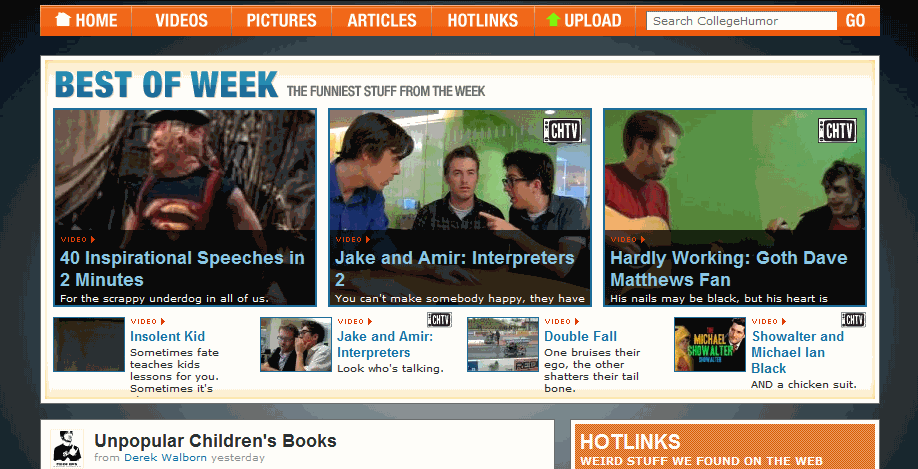 HOME VIDEOS PICTURES ARTICLES HOTLINKS UPLOAD Search CollegeHumor GO
BEST OF WEEK THE FUNNIEST STUFF FROM THE WEEK
CHTV
CHTV
VIDEO
40 Inspirational Speeches in
2 Minutes
For the scrappy underdog in all of us.
VIDEO
Jake and Amir: Interpreters
2
You can't make somebody happy, they have
VIDEO
Hardly Working: Goth Dave
Matthews Fan
His nails may be black, but his heart is
VIDEO
Insolent Kid
Sometimes fate
teaches kids
lessons for you.
Sometimes it's
VIDEO
CHTV
Jake and Amir:
Interpreters
Look who's talking.
RED
VIDEO
Double Fall
One bruises their
ego, the other
shatters their tail
bone.
THE
MICHAEL
SHOWALTER
SHOWALTER
VIDEO
CHTV
Showalter and
Michael Ian
Black
AND a chicken suit.
Unpopular Children's Books
from Derek Walborn yesterday
HOTLINKS
WEIRD STUFF WE FOUND ON THE WEB